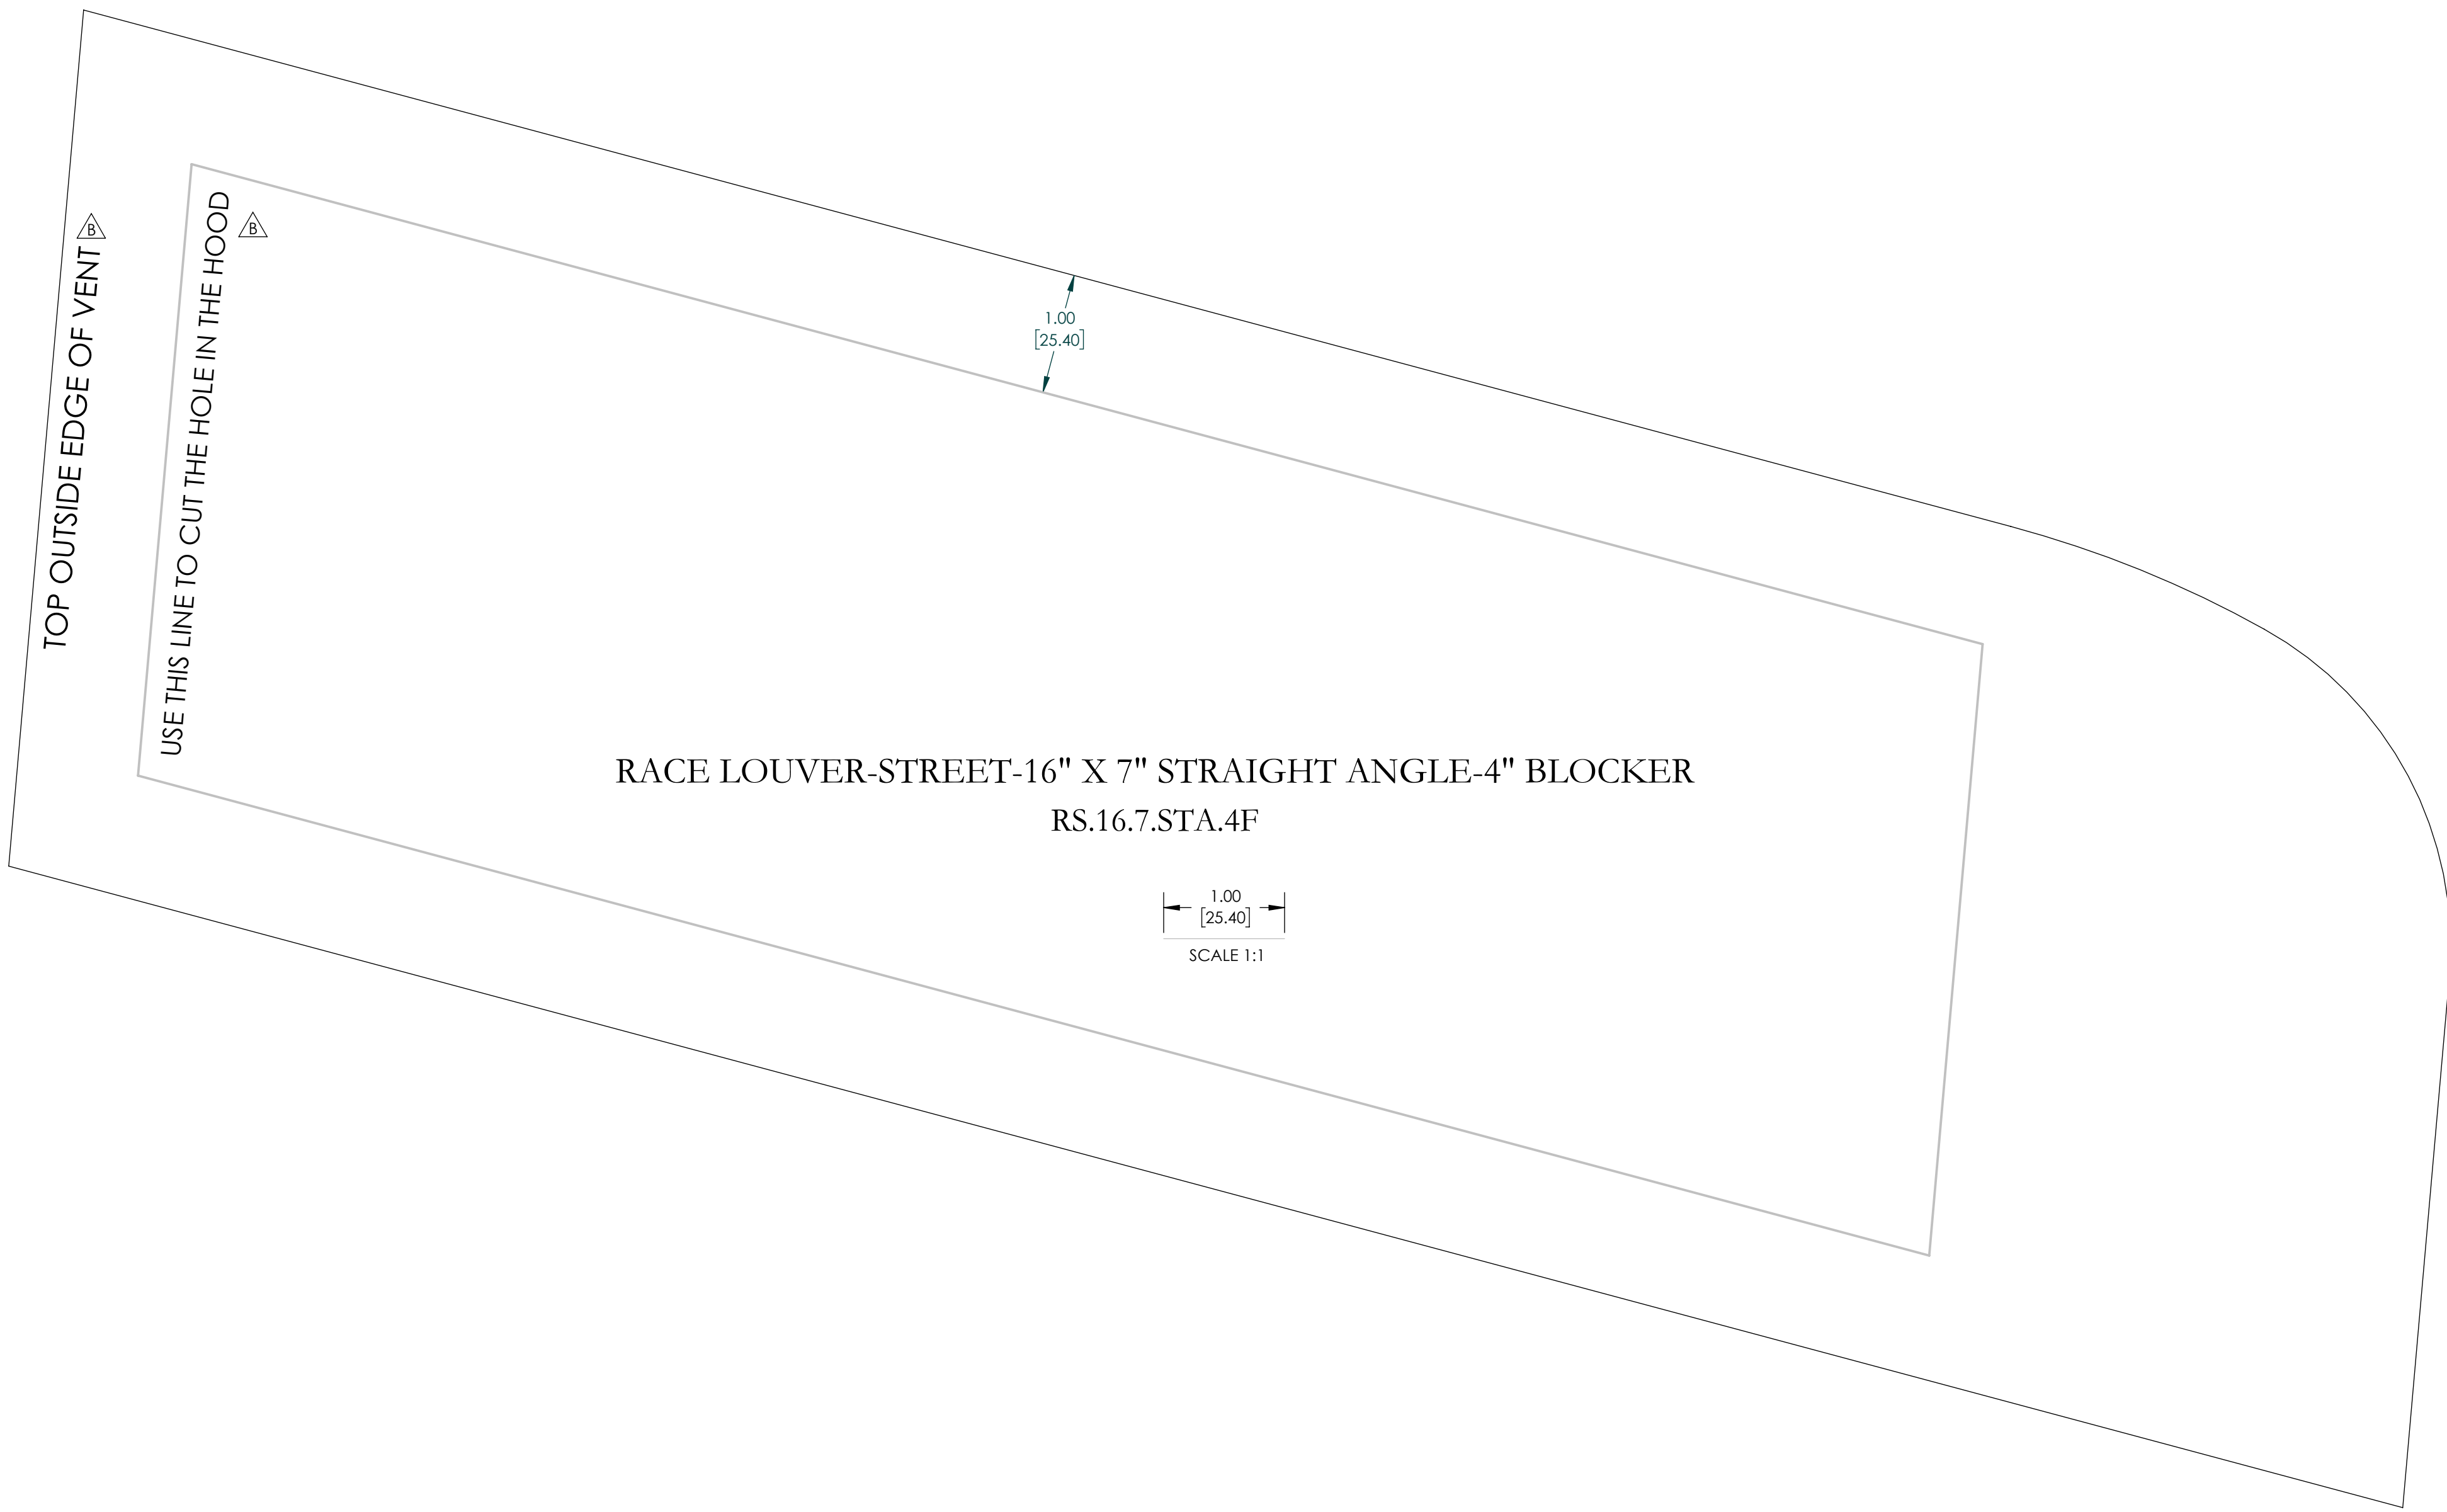 TOP OUTSIDE EDGE OF VENT
B
USE THIS LINE TO CUT THE HOLE IN THE HOOD
B
1.00
[25.40]
RACE LOUVER-STREET-16" X 7" STRAIGHT ANGLE-4" BLOCKER
RS.16.7.STA.4F
1.00
[25.40]
SCALE 1:1